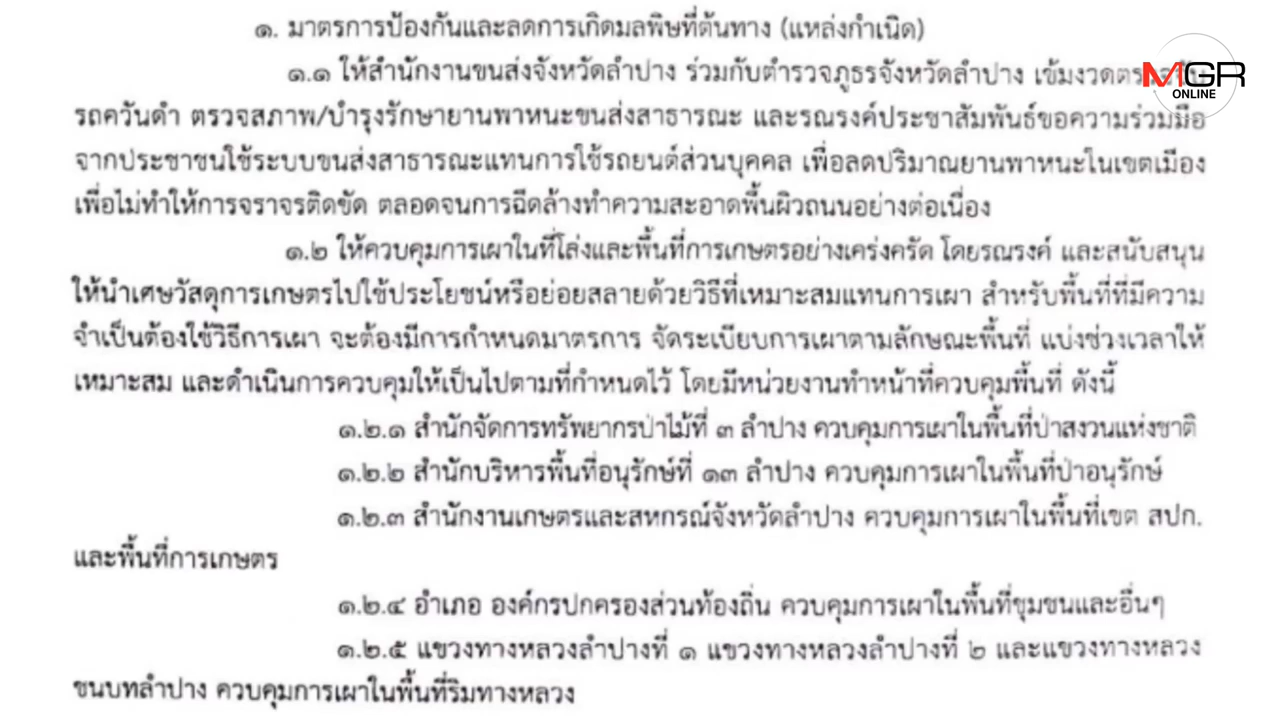 ๑. มาตรการป้องกันและลดการเกิดมลพิษที่ต้นทาง (แหล่งกำเนิด)
๑.๑ ให้สำนักงานขนส่งจังหวัดลำปาง ร่วมกับตำรวจภูธรจังหวัดลำปาง เข้มงวด
MGR
ONLINE
รถควันดำ ตรวจสภาพ/บำรุงรักษายานพาหนะขนส่งสาธารณะ และรณรงค์ประชาสัมพันธ์ขอความร่วมมือ
จากประชาชนใช้ระบบขนส่งสาธารณะแทนการใช้รถยนต์ส่วนบุคคล เพื่อลดปริมาณยานพาหนะในเขตเมือง
เพื่อไม่ทำให้การจราจรติดขัด ตลอดจนการฉีดล้างทำความสะอาดพื้นผิวถนนอย่างต่อเนื่อง
๑.๒ ให้ควบคุมการเผาในที่โล่งและพื้นที่การเกษตรอย่างเคร่งครัด โดยรณรงค์ และสนับสนุน
ให้นำเศษวัสดุการเกษตรไปใช้ประโยชน์หรือย่อยสลายด้วยวิธีที่เหมาะสมแทนการเผา สำหรับพื้นที่ที่มีความ
จำเป็นต้องใช้วิธีการเผา จะต้องมีการกำหนดมาตรการ จัดระเบียบการเผาตามลักษณะพื้นที่ แบ่งช่วงเวลาให้
เหมาะสม และดำเนินการควบคุมให้เป็นไปตามที่กำหนดไว้ โดยมีหน่วยงานทำหน้าที่ควบคุมพื้นที่ ดังนี้
๑.๒.๑ สำนักจัดการทรัพยากรป่าไม้ที่ ๓ ลำปาง ควบคุมการเผาในพื้นที่ป่าสงวนแห่งชาติ
๑.๒.๒ สำนักบริหารพื้นที่อนุรักษ์ที่ ๑๓ ลำปาง ควบคุมการเผาในพื้นที่ป่าอนุรักษ์
๑.๒.๓ สำนักงานเกษตรและสหกรณ์จังหวัดลำปาง ควบคุมการเผาในพื้นที่เขต สปก.
และพื้นที่การเกษตร
๑.๒.๔ อำเภอ องค์กรปกครองส่วนท้องถิ่น ควบคุมการเผาในพื้นที่ชุมชนและอื่นๆ
๑.๒.๕ แขวงทางหลวงลำปางที่ ๑ แขวงทางหลวงลำปางที่ ๒ และแขวงทางหลวง
ชนบทลำปาง ควบคุมการเผาในพื้นที่ริมทางหลวง